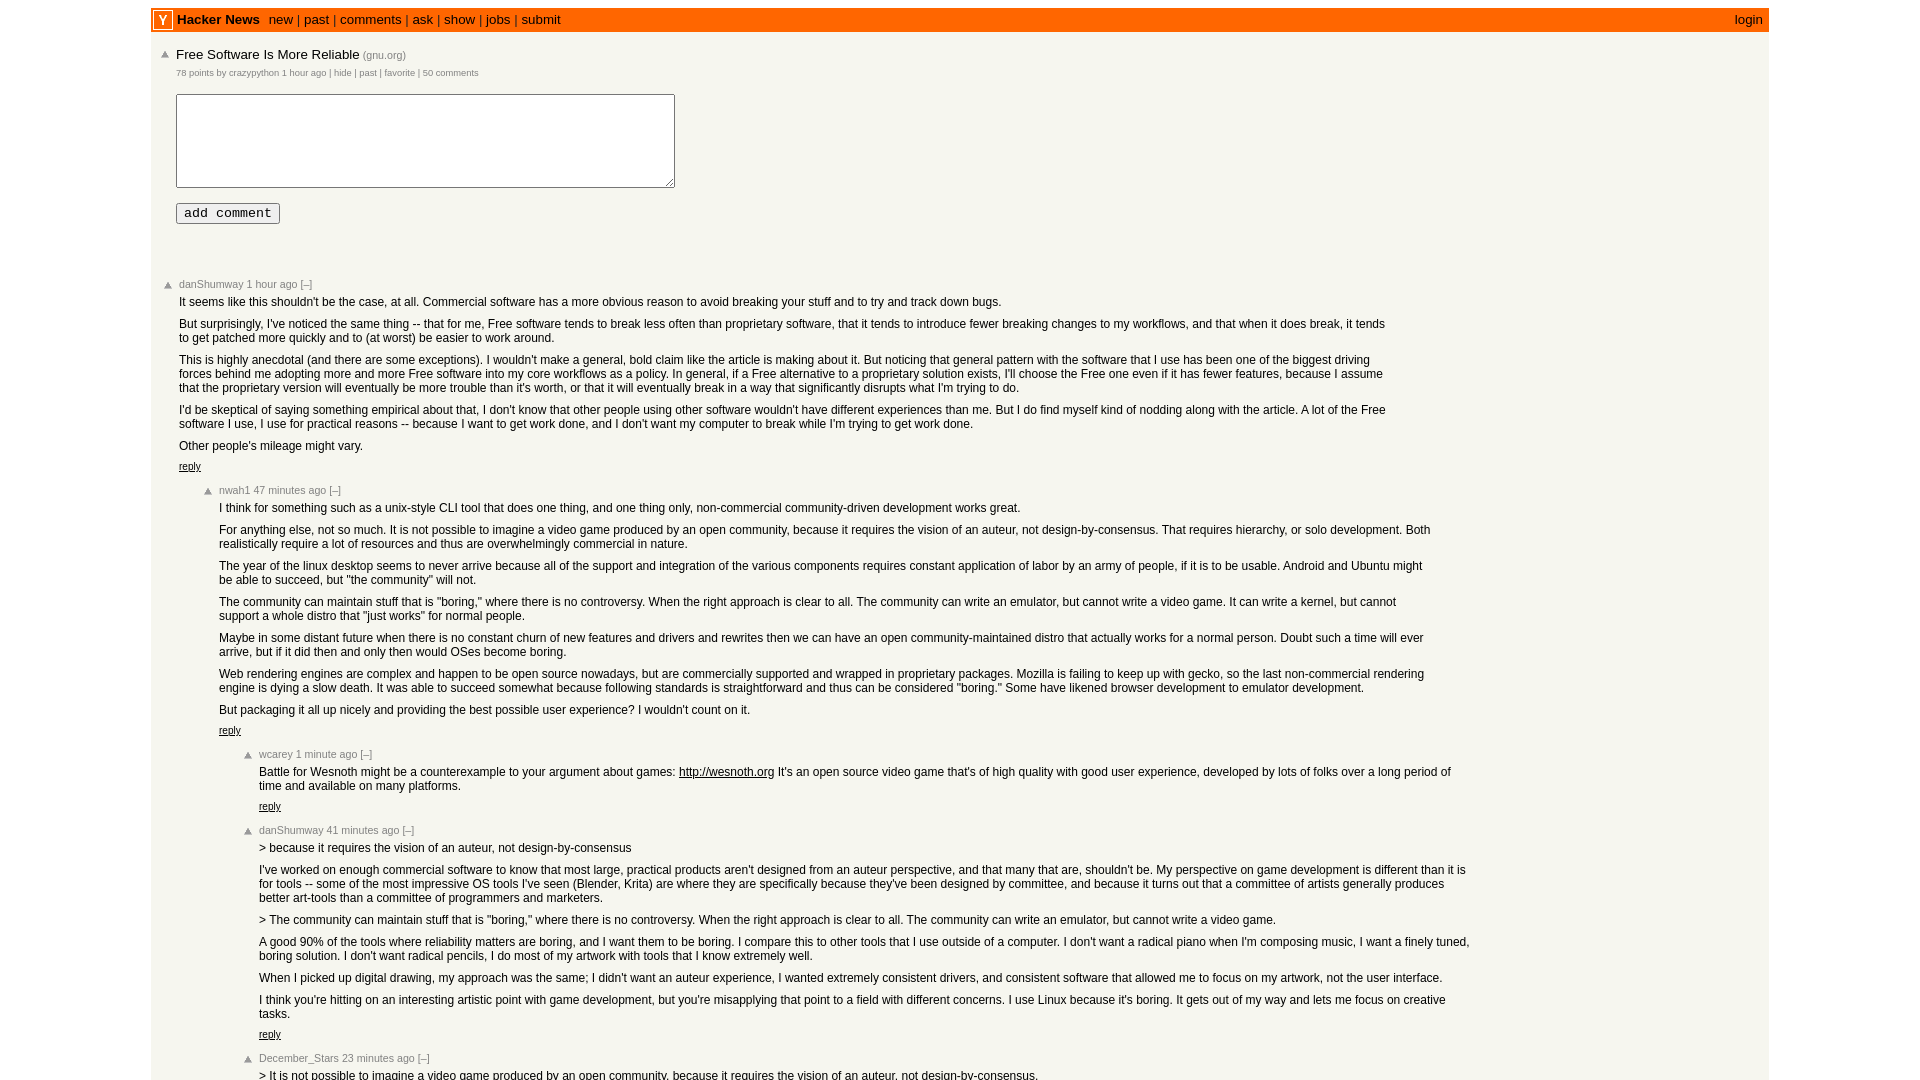 Y Hacker News new | past | comments | ask | show | jobs | submit login
Free Software Is More Reliable (gnu.org)
78 points by crazypython 1 hour ago | hide | past | favorite | 50 comments
add comment
danShumway 1 hour ago [–]
It seems like this shouldn't be the case, at all. Commercial software has a more obvious reason to avoid breaking your stuff and to try and track down bugs.
But surprisingly, I've noticed the same thing -- that for me, Free software tends to break less often than proprietary software, that it tends to introduce fewer breaking changes to my workflows, and that when it does break, it tends
to get patched more quickly and to (at worst) be easier to work around.
This is highly anecdotal (and there are some exceptions). I wouldn't make a general, bold claim like the article is making about it. But noticing that general pattern with the software that I use has been one of the biggest driving
forces behind me adopting more and more Free software into my core workflows as a policy. In general, if a Free alternative to a proprietary solution exists, I'll choose the Free one even if it has fewer features, because I assume
that the proprietary version will eventually be more trouble than it's worth, or that it will eventually break in a way that significantly disrupts what I'm trying to do.
I'd be skeptical of saying something empirical about that, I don't know that other people using other software wouldn't have different experiences than me. But I do find myself kind of nodding along with the article. A lot of the Free
software I use, I use for practical reasons -- because I want to get work done, and I don't want my computer to break while I'm trying to get work done.
Other people's mileage might vary.
reply
nwah1 47 minutes ago [–]
I think for something such as a unix-style CLI tool that does one thing, and one thing only, non-commercial community-driven development works great.
For anything else, not so much. It is not possible to imagine a video game produced by an open community, because it requires the vision of an auteur, not design-by-consensus. That requires hierarchy, or solo development. Both
realistically require a lot of resources and thus are overwhelmingly commercial in nature.
The year of the linux desktop seems to never arrive because all of the support and integration of the various components requires constant application of labor by an army of people, if it is to be usable. Android and Ubuntu might
be able to succeed, but "the community" will not.
The community can maintain stuff that is "boring," where there is no controversy. When the right approach is clear to all. The community can write an emulator, but cannot write a video game. It can write a kernel, but cannot
support a whole distro that "just works" for normal people.
Maybe in some distant future when there is no constant churn of new features and drivers and rewrites then we can have an open community-maintained distro that actually works for a normal person. Doubt such a time will ever
arrive, but if it did then and only then would OSes become boring.
Web rendering engines are complex and happen to be open source nowadays, but are commercially supported and wrapped in proprietary packages. Mozilla is failing to keep up with gecko, so the last non-commercial rendering
engine is dying a slow death. It was able to succeed somewhat because following standards is straightforward and thus can be considered "boring." Some have likened browser development to emulator development.
But packaging it all up nicely and providing the best possible user experience? I wouldn't count on it.
reply
wcarey 1 minute ago [–]
Battle for Wesnoth might be a counterexample to your argument about games: http://wesnoth.org It's an open source video game that's of high quality with good user experience, developed by lots of folks over a long period of
time and available on many platforms.
reply
danShumway 41 minutes ago [–]
> because it requires the vision of an auteur, not design-by-consensus
I've worked on enough commercial software to know that most large, practical products aren't designed from an auteur perspective, and that many that are, shouldn't be. My perspective on game development is different than it is
for tools -- some of the most impressive OS tools I've seen (Blender, Krita) are where they are specifically because they've been designed by committee, and because it turns out that a committee of artists generally produces
better art-tools than a committee of programmers and marketers.
> The community can maintain stuff that is "boring," where there is no controversy. When the right approach is clear to all. The community can write an emulator, but cannot write a video game.
A good 90% of the tools where reliability matters are boring, and I want them to be boring. I compare this to other tools that I use outside of a computer. I don't want a radical piano when I'm composing music, I want a finely tuned,
boring solution. I don't want radical pencils, I do most of my artwork with tools that I know extremely well.
When I picked up digital drawing, my approach was the same; I didn't want an auteur experience, I wanted extremely consistent drivers, and consistent software that allowed me to focus on my artwork, not the user interface.
I think you're hitting on an interesting artistic point with game development, but you're misapplying that point to a field with different concerns. I use Linux because it's boring. It gets out of my way and lets me focus on creative
tasks.
reply
December_Stars 23 minutes ago [–]
> It is not possible to imagine a video game produced by an open community, because it requires the vision of an auteur, not design-by-consensus.